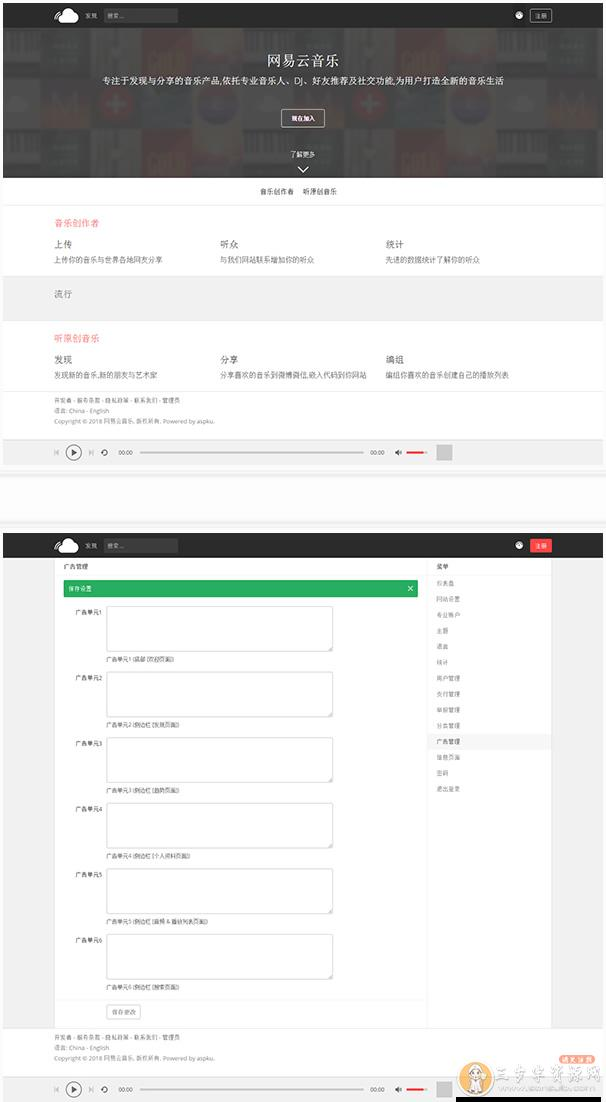 发现 搜索... 注册
网易云音乐
专注于发现与分享的音乐产品,依托专业音乐人、DJ、好友推荐及社交功能,为用户打造全新的音乐生活
现在加入
了解更多
音乐创作者 听原创音乐
音乐创作者
上传 听众 统计
上传你的音乐与世界各地网友分享 与我们网站联系增加你的听众 先进的数据统计了解你的听众
流行
听原创音乐
发现 分享 编组
发现新的音乐,新的朋友与艺术家 分享喜欢的音乐到微博微信,嵌入代码到你网站 编组你喜欢的音乐创建自己的播放列表
开发者 - 服务条款 - 隐私政策 - 联系我们 - 管理员
语言: China - English
Copyright © 2018 网易云音乐. 版权所有. Powered by aspku.
00:00 00:00
发现 搜索... 注册
广告管理 菜单
保存设置
仪表盘
网站设置
专业账户
主题
语言
统计
用户管理
支付管理
举报管理
分类管理
广告管理
信息页面
密码
退出登录
广告单元1
广告单元1 (底部 [欢迎页面])
广告单元2
广告单元2 (侧边栏 [发现页面])
广告单元3
广告单元3 (侧边栏 [趋势页面])
广告单元4
广告单元4 (侧边栏 [个人资料页面])
广告单元5
广告单元5 (侧边栏 [音频 & 播放列表页面])
广告单元6
广告单元6 (侧边栏 [搜索页面])
保存更改
开发者 - 服务条款 - 隐私政策 - 联系我们 - 管理员
语言: China - English
Copyright © 2018 网易云音乐. 版权所有. Powered by aspku.
00:00 00:00
三步学资源网